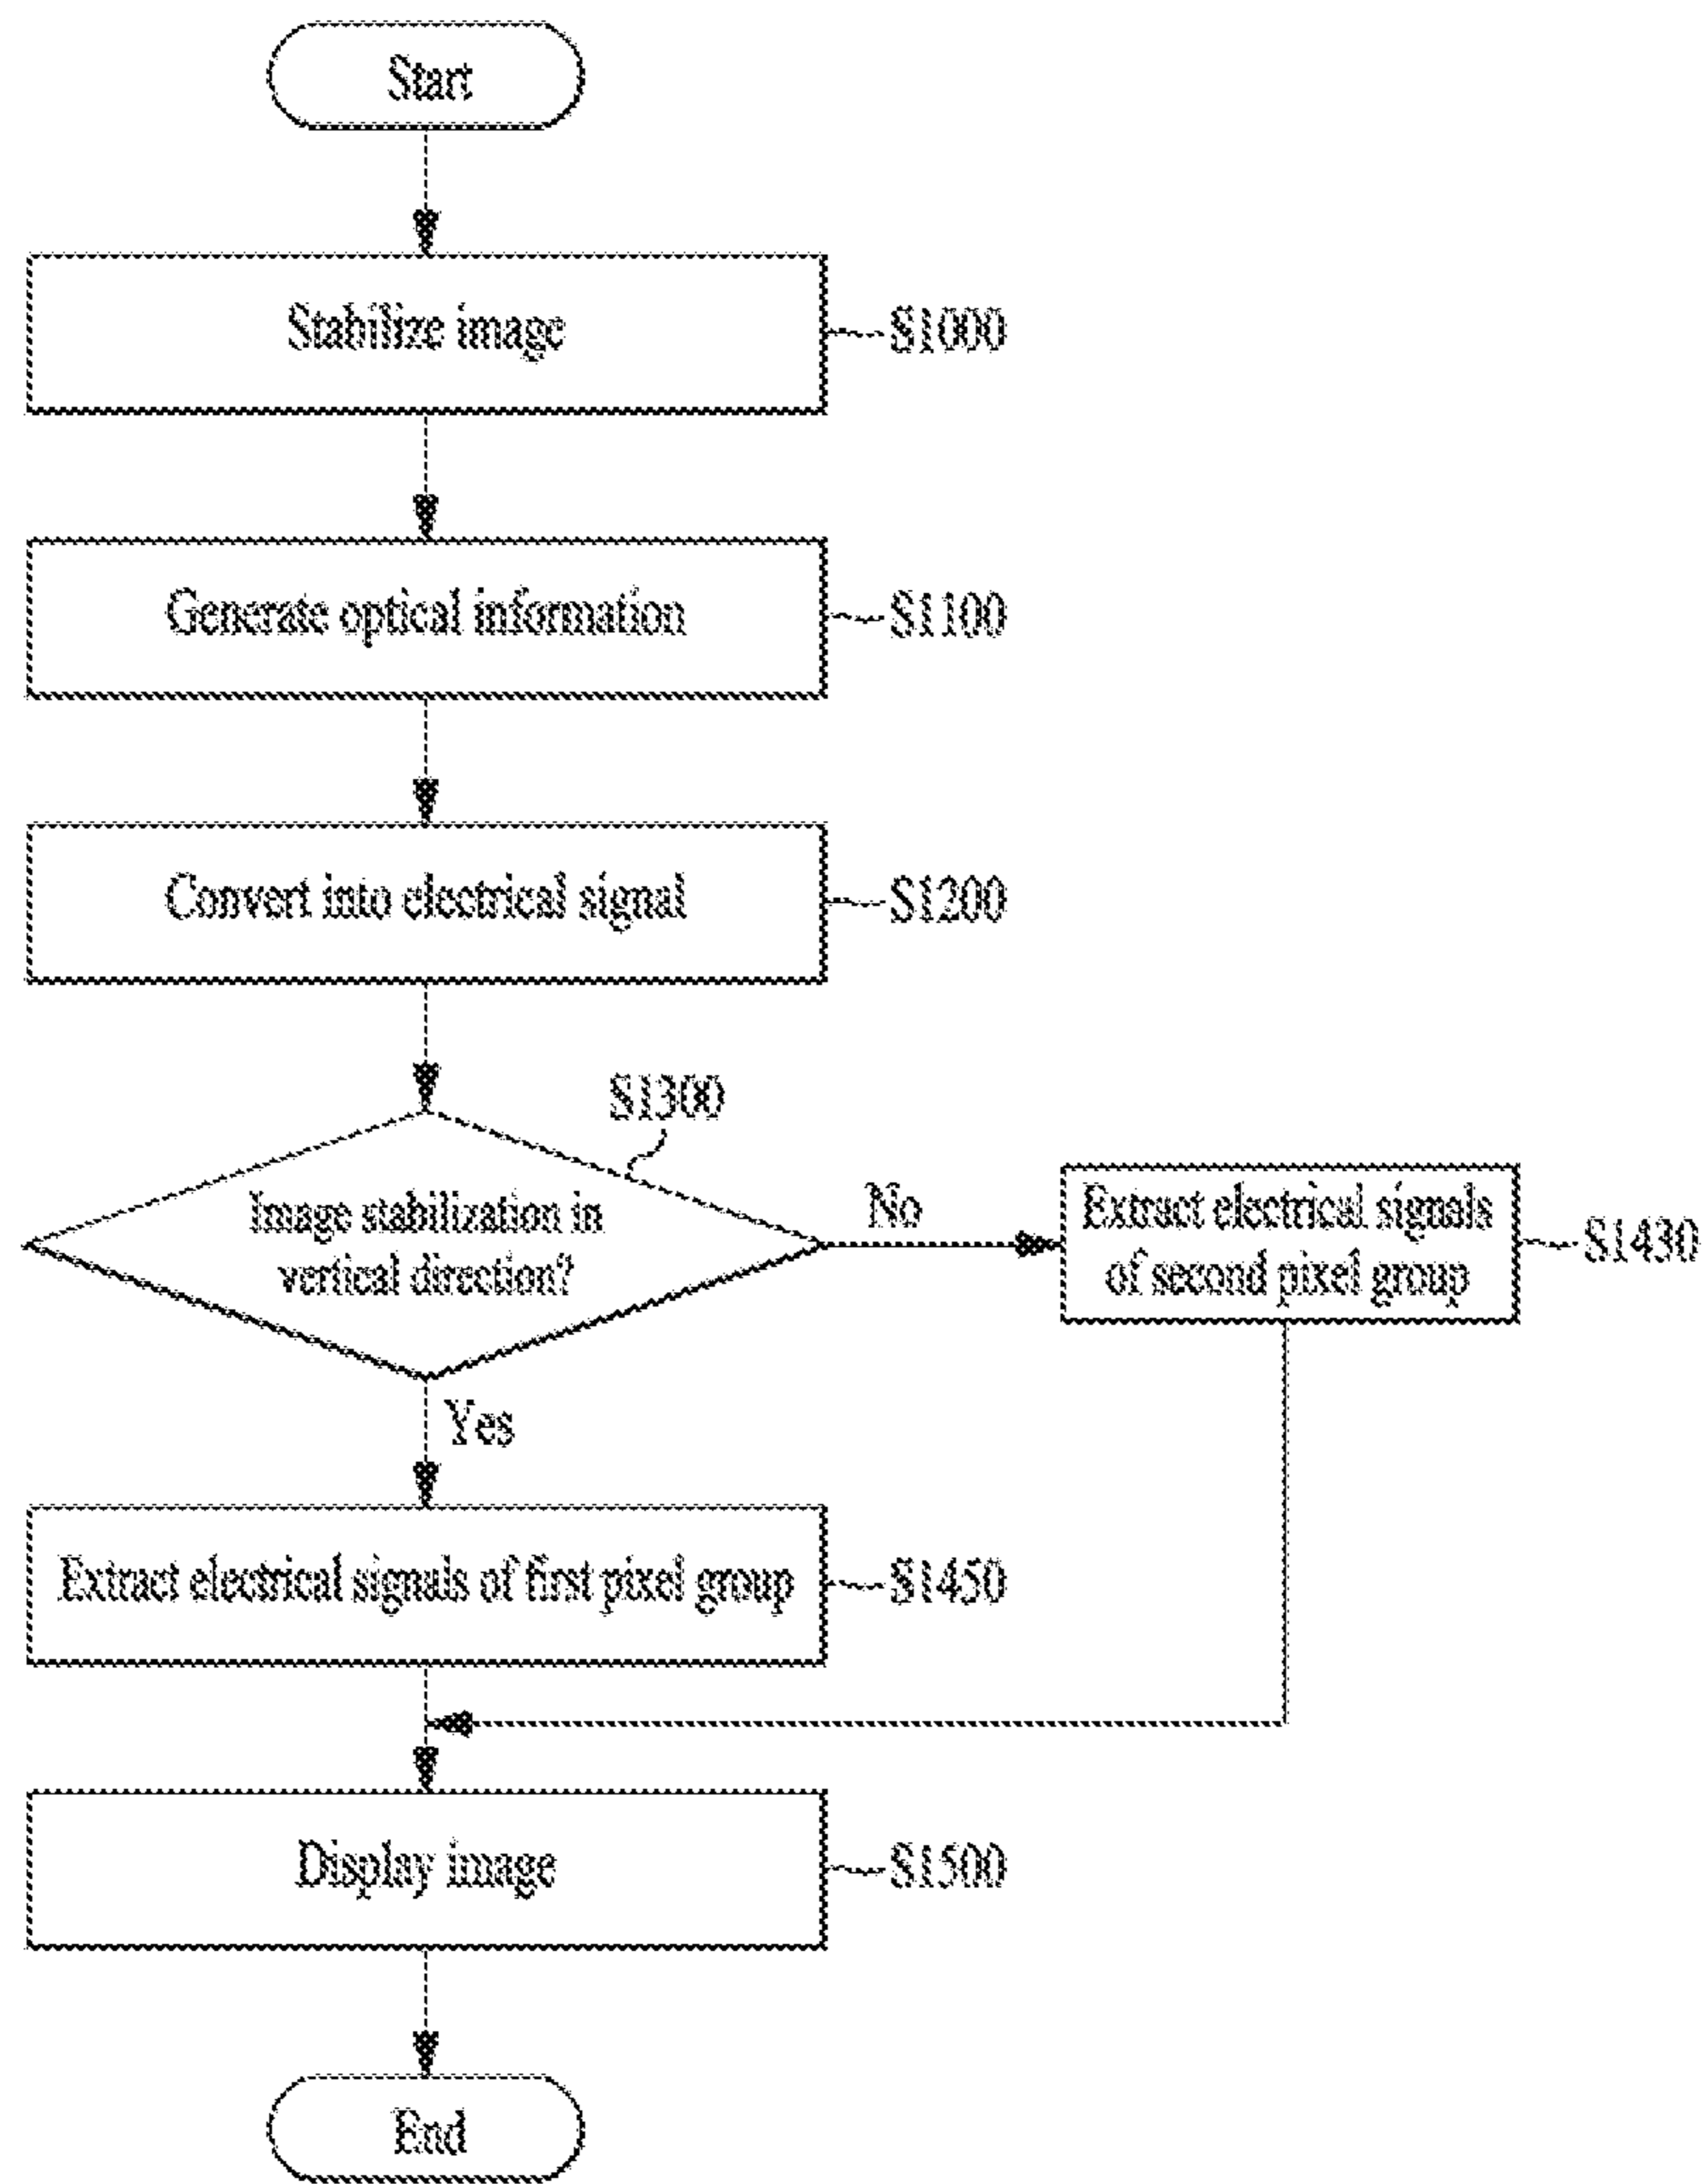 Start
Stabilize image
S1000
Generate optical information
S1100
Convert into electrical signal
S1200
S1300
Image stabilization in
vertical direction?
No
Extract electrical signals
of second pixel group
S1430
Yes
Extract electrical signals of first pixel group
S1450
Display image
S1500
End